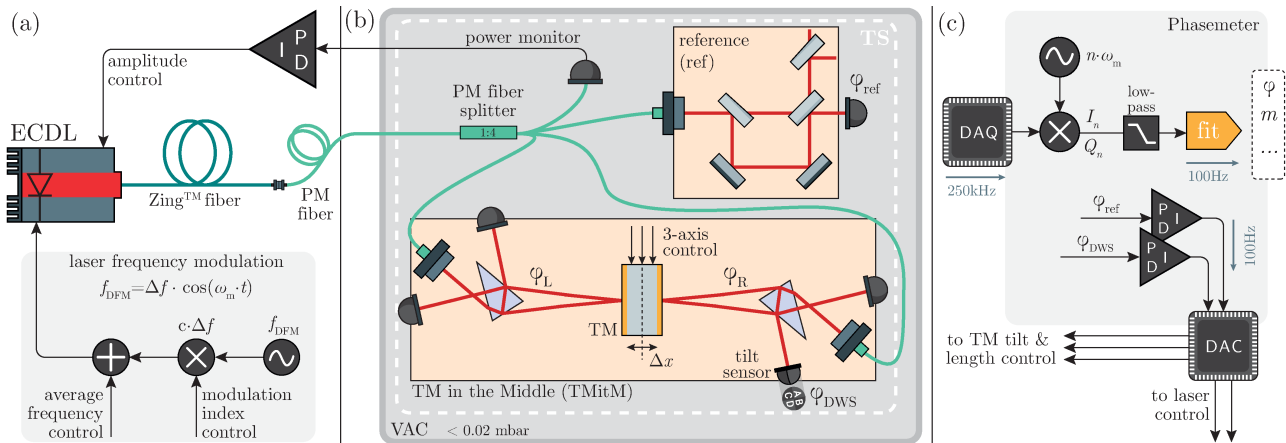 (a)
P
I
D
amplitude
control
ECDL
Zing™ fiber
PM
fiber
laser frequency modulation
f_DFM=Δf · cos(ω_m·t)
c·Δf
f_DFM
average
frequency
control
modulation
index
control
(b)
TS
power monitor
PM fiber
splitter
1:4
reference
(ref)
φ_ref
3-axis
control
φ_L
φ_R
TM
Δx
tilt
sensor
A B
C D
φ_DWS
TM in the Middle (TMitM)
VAC < 0.02 mbar
(c)
Phasemeter
n·ω_m
low-
pass
DAQ
I_n
Q_n
fit
φ
m
...
250kHz
100Hz
φ_ref
P
I
D
φ_DWS
P
I
D
100Hz
DAC
to TM tilt &
length control
to laser
control